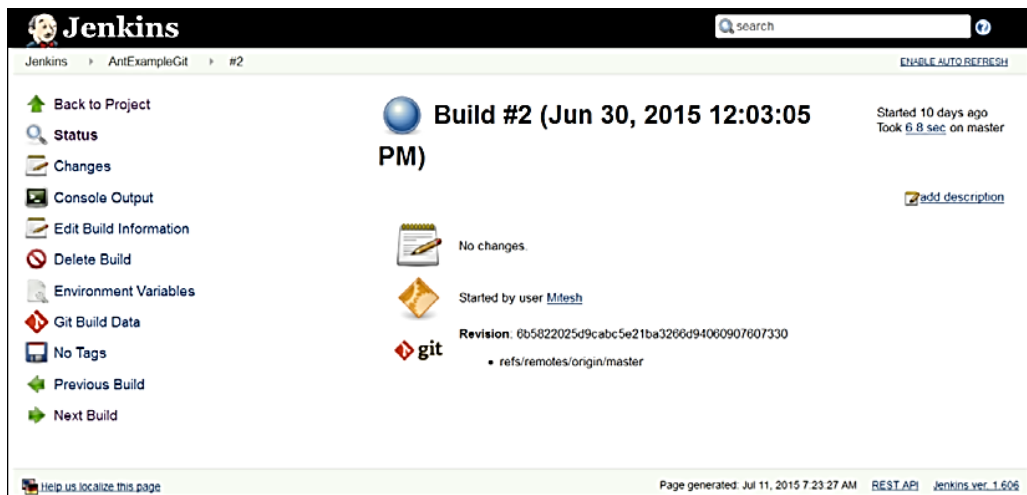 Jenkins
search
Jenkins AntExampleGit #2
ENABLE AUTO REFRESH
Back to Project
Status
Changes
Console Output
Edit Build Information
Delete Build
Environment Variables
Git Build Data
No Tags
Previous Build
Next Build
Build #2 (Jun 30, 2015 12:03:05
PM)
Started 10 days ago
Took 6 8 sec on master
add description
No changes.
Started by user Mitesh
git
Revision: 6b5822025d9cabc5e21ba3266d94060907607330
• refs/remotes/origin/master
Help us localize this page
Page generated: Jul 11, 2015 7:23:27 AM REST API Jenkins ver. 1.606